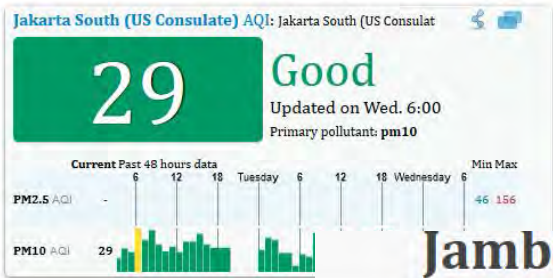 Jakarta South (US Consulate) AQI: Jakarta South (US Consulat
29
Good
Updated on Wed. 6:00
Primary pollutant: pm10
Current Past 48 hours data Min Max
6 12 18 Tuesday 6 12 18 Wednesday 6
PM2.5 AQI - 46 156
PM10 AQI 29
Jamb